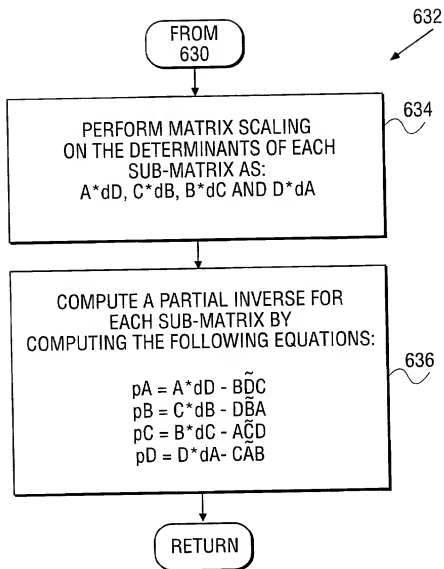 FROM
630
632
PERFORM MATRIX SCALING
ON THE DETERMINANTS OF EACH
SUB-MATRIX AS:
A*dD, C*dB, B*dC AND D*dA
634
COMPUTE A PARTIAL INVERSE FOR
EACH SUB-MATRIX BY
COMPUTING THE FOLLOWING EQUATIONS:
pA = A*dD - BD̃C
pB = C*dB - DB̃A
pC = B*dC - AC̃D
pD = D*dA- CÃB
636
RETURN